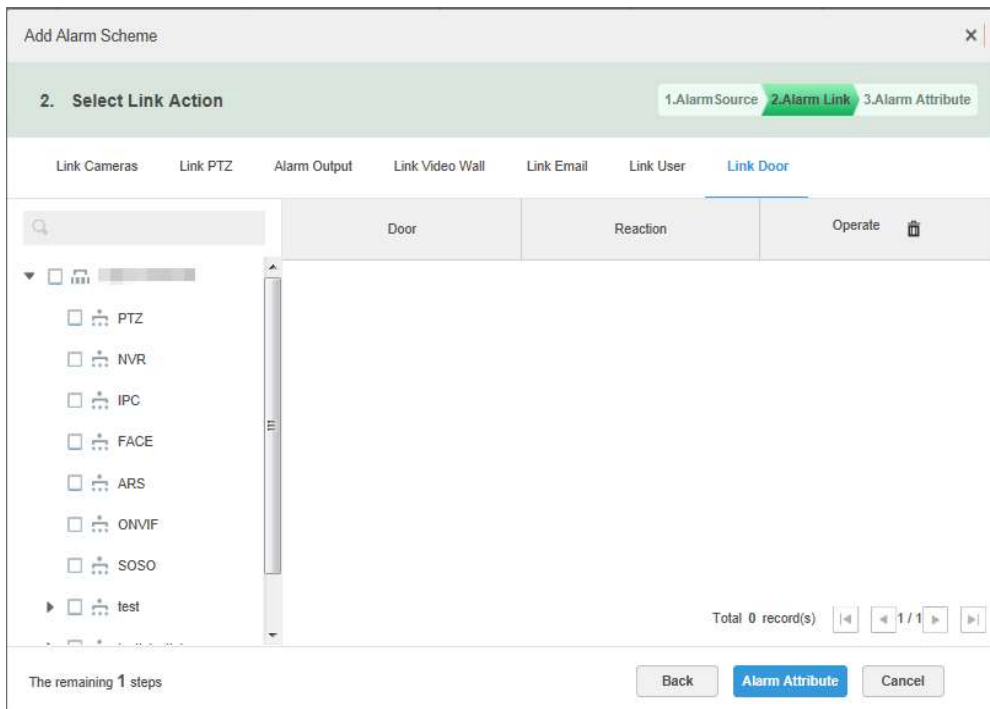 Add Alarm Scheme
2. Select Link Action
1.Alarm Source 2.Alarm Link 3.Alarm Attribute
Link Cameras Link PTZ Alarm Output Link Video Wall Link Email Link User Link Door
Door Reaction Operate
PTZ
NVR
IPC
FACE
ARS
ONVIF
SOSO
test
Total 0 record(s) 1 / 1
The remaining 1 steps
Back Alarm Attribute Cancel